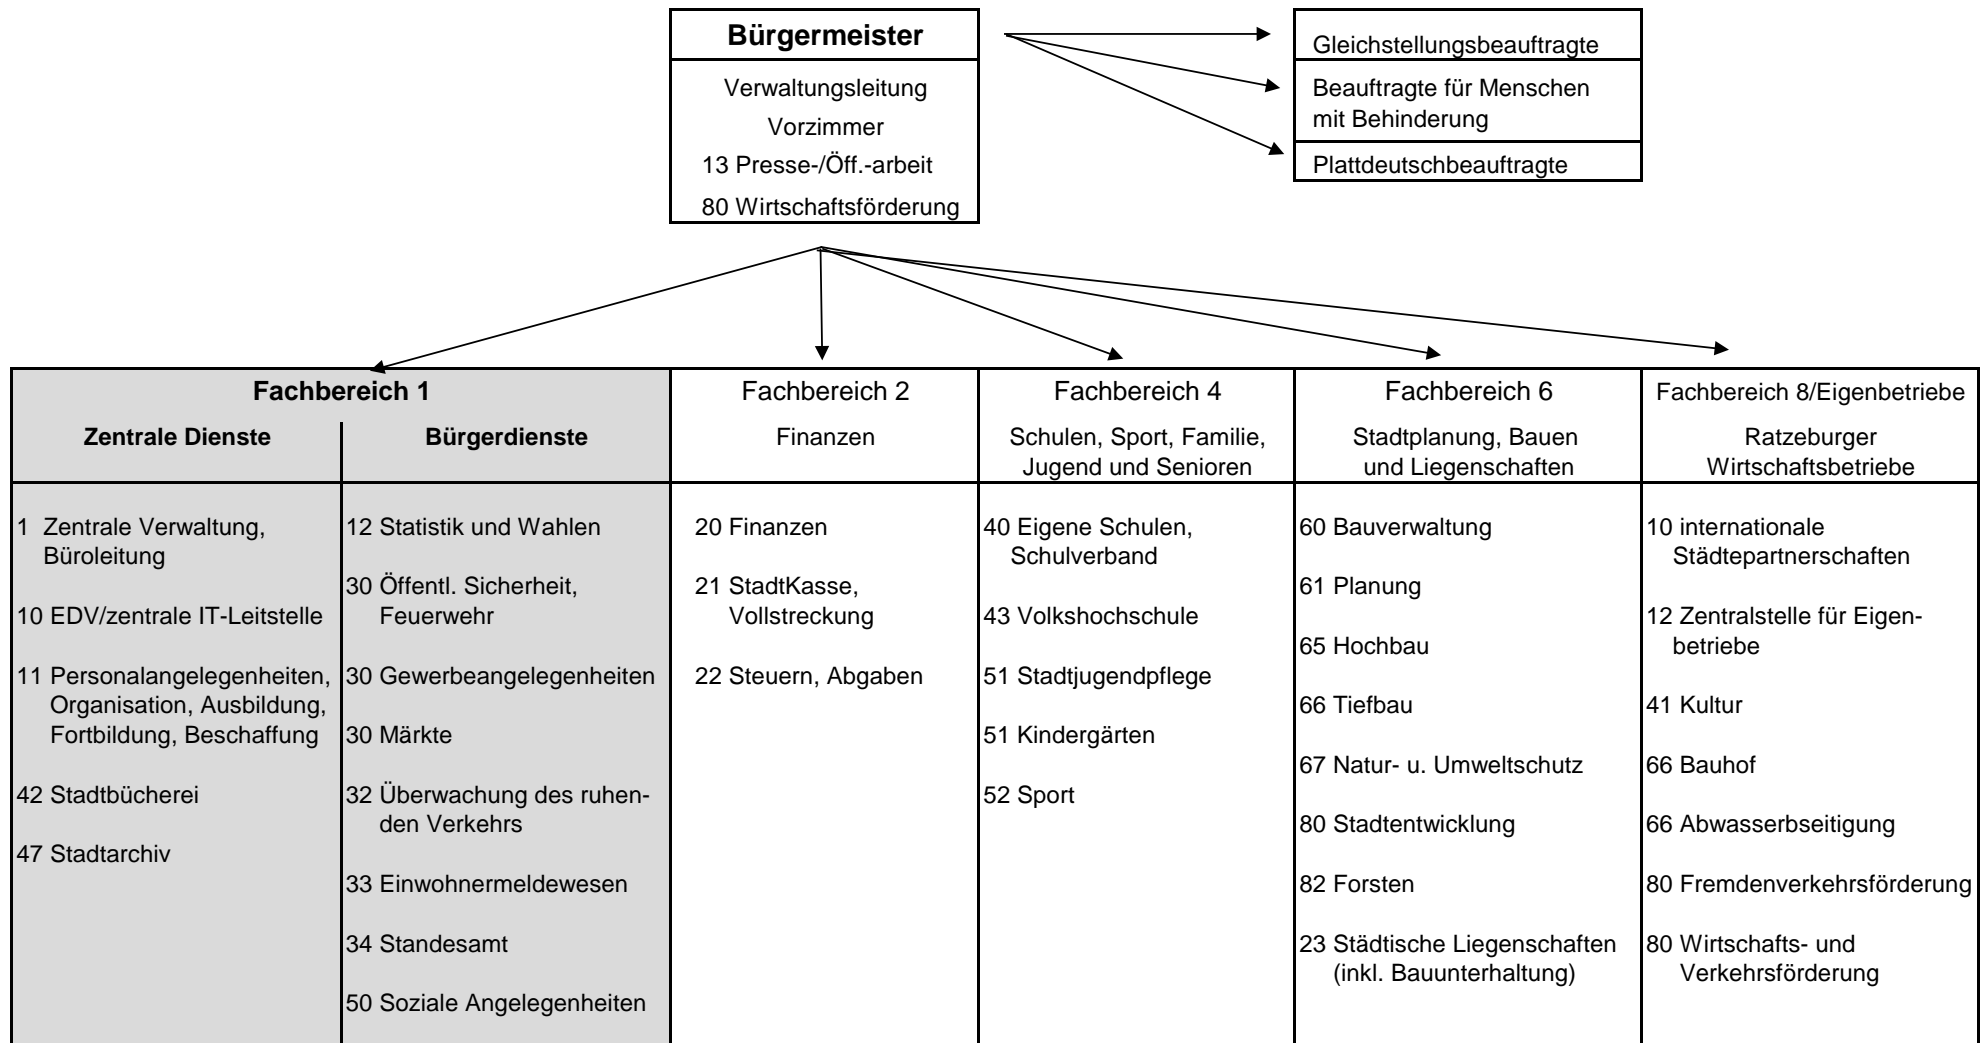 Bürgermeister
Verwaltungsleitung
Vorzimmer
13 Presse-/Öff.-arbeit
80 Wirtschaftsförderung
Gleichstellungsbeauftragte
Beauftragte für Menschen
mit Behinderung
Plattdeutschbeauftragte
Fachbereich 1
Zentrale Dienste
1 Zentrale Verwaltung,
Büroleitung
10 EDV/zentrale IT-Leitstelle
11 Personalangelegenheiten,
Organisation, Ausbildung,
Fortbildung, Beschaffung
42 Stadtbücherei
47 Stadtarchiv
Bürgerdienste
12 Statistik und Wahlen
30 Öffentl. Sicherheit,
Feuerwehr
30 Gewerbeangelegenheiten
30 Märkte
32 Überwachung des ruhen-
den Verkehrs
33 Einwohnermeldewesen
34 Standesamt
50 Soziale Angelegenheiten
Fachbereich 2
Finanzen
20 Finanzen
21 StadtKasse,
Vollstreckung
22 Steuern, Abgaben
Fachbereich 4
Schulen, Sport, Familie,
Jugend und Senioren
40 Eigene Schulen,
Schulverband
43 Volkshochschule
51 Stadtjugendpflege
51 Kindergärten
52 Sport
Fachbereich 6
Stadtplanung, Bauen
und Liegenschaften
60 Bauverwaltung
61 Planung
65 Hochbau
66 Tiefbau
67 Natur- u. Umweltschutz
80 Stadtentwicklung
82 Forsten
23 Städtische Liegenschaften
(inkl. Bauunterhaltung)
Fachbereich 8/Eigenbetriebe
Ratzeburger
Wirtschaftsbetriebe
10 internationale
Städtepartnerschaften
12 Zentralstelle für Eigen-
betriebe
41 Kultur
66 Bauhof
66 Abwasserbseitigung
80 Fremdenverkehrsförderung
80 Wirtschafts- und
Verkehrsförderung